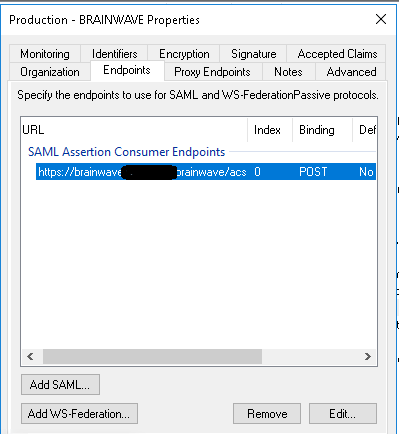 Production - BRAINWAVE Properties
Monitoring Identifiers Encryption Signature Accepted Claims
Organization Endpoints Proxy Endpoints Notes Advanced
Specify the endpoints to use for SAML and WS-FederationPassive protocols.
URL Index Binding Def
SAML Assertion Consumer Endpoints
https://brainwave brainwave/acs 0 POST No
Add SAML...
Add WS-Federation... Remove Edit...